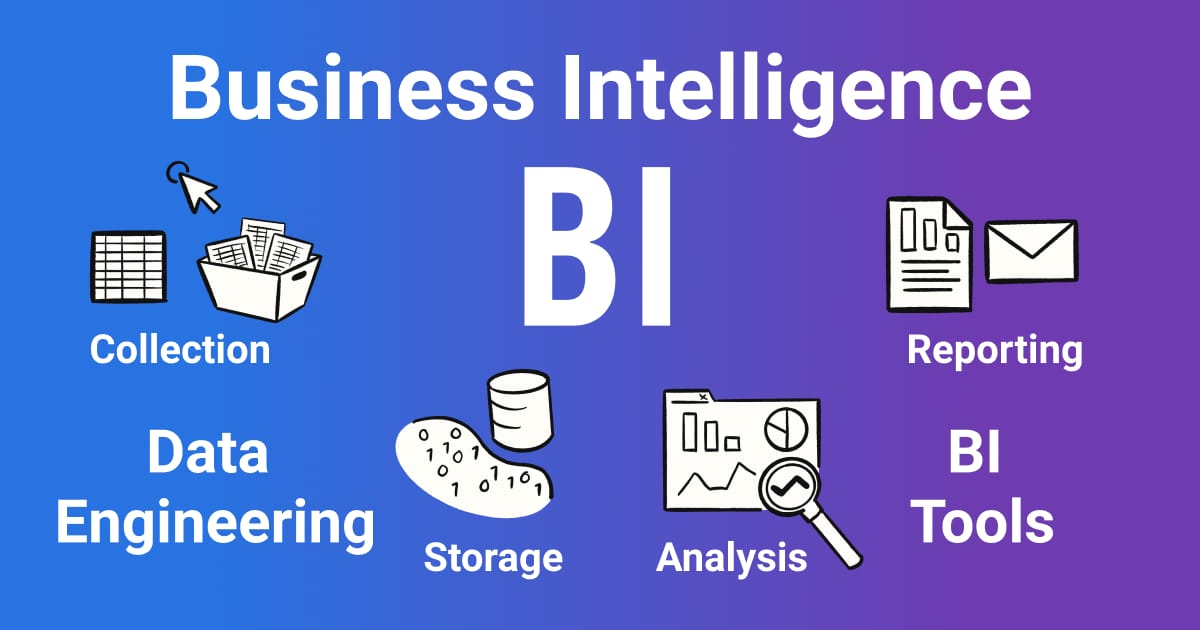 Business Intelligence
BI
Collection
Reporting
Data
Engineering
Storage
Analysis
BI
Tools